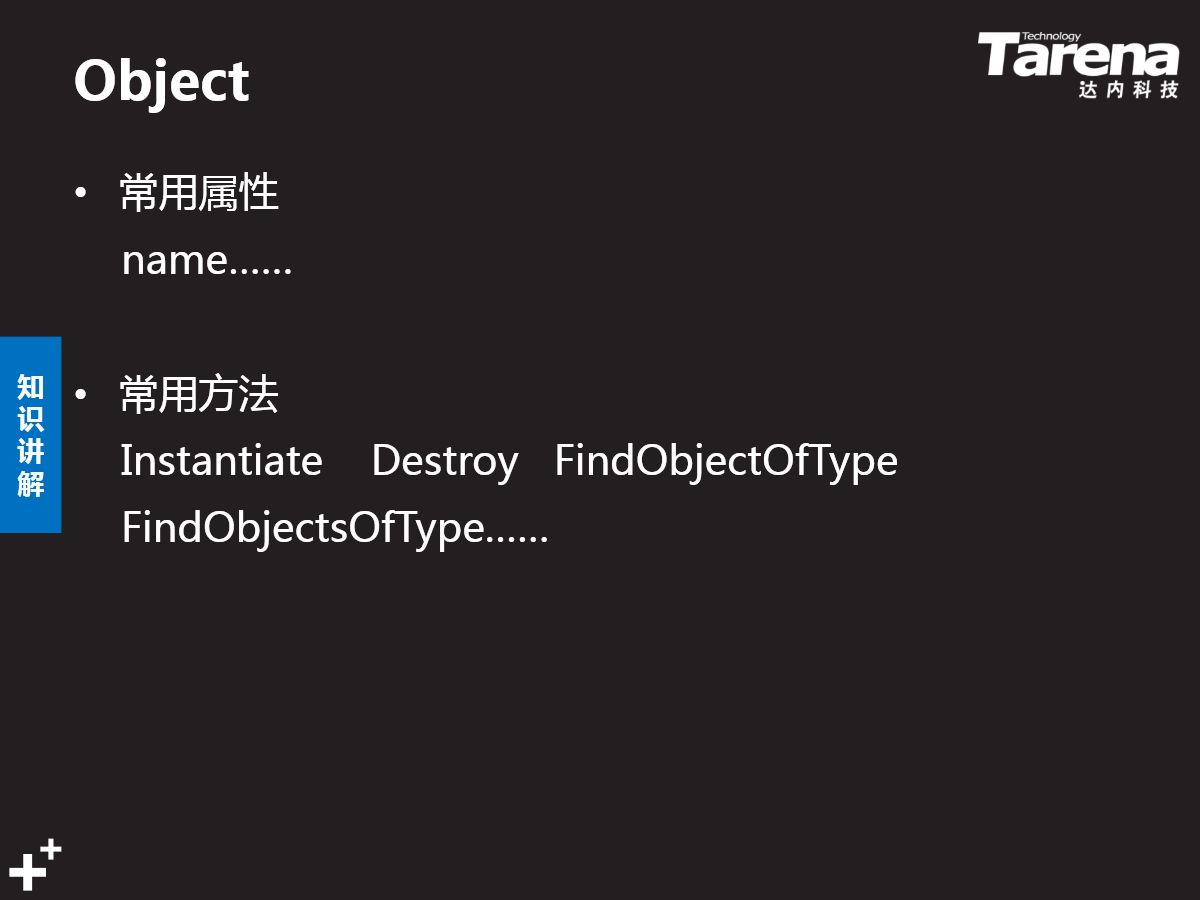 Object
Technology
Tarena
达内科技
• 常用属性
name……
知识讲解
• 常用方法
Instantiate Destroy FindObjectOfType
FindObjectsOfType……